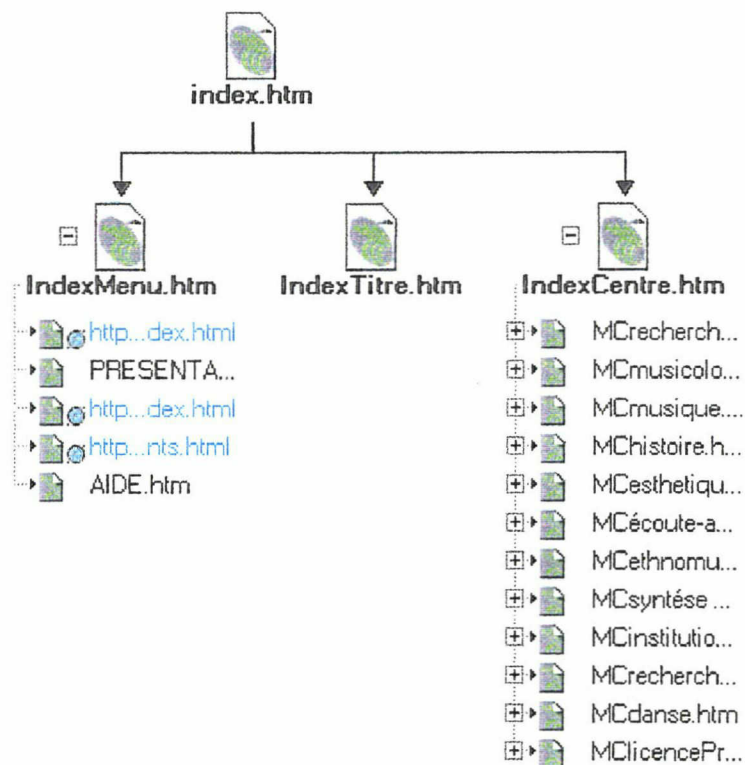 index.htm
IndexMenu.htm
IndexTitre.htm
IndexCentre.htm
http...dex.html
PRESENTA...
http...dex.html
http...nts.html
AIDE.htm
MCrecherch...
MCmusicolo...
MCmusique....
MChistoire.h...
MCesthetiqu...
MCécoute-a...
MCethnomu...
MCsyntése ...
MCinstitutio...
MCrecherch...
MCdanse.htm
MClicencePr...